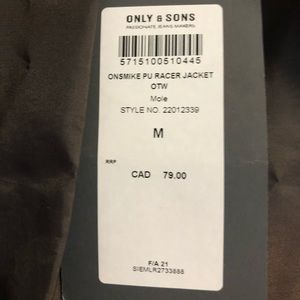 ONLY & SONS
PASSIONATE JEANS MAKERS
5715100510445
ONSMIKE PU RACER JACKET
OTW
Mole
STYLE NO. 22012339
M
RRP
CAD 79.00
F/A 21
SIEMLR2733888